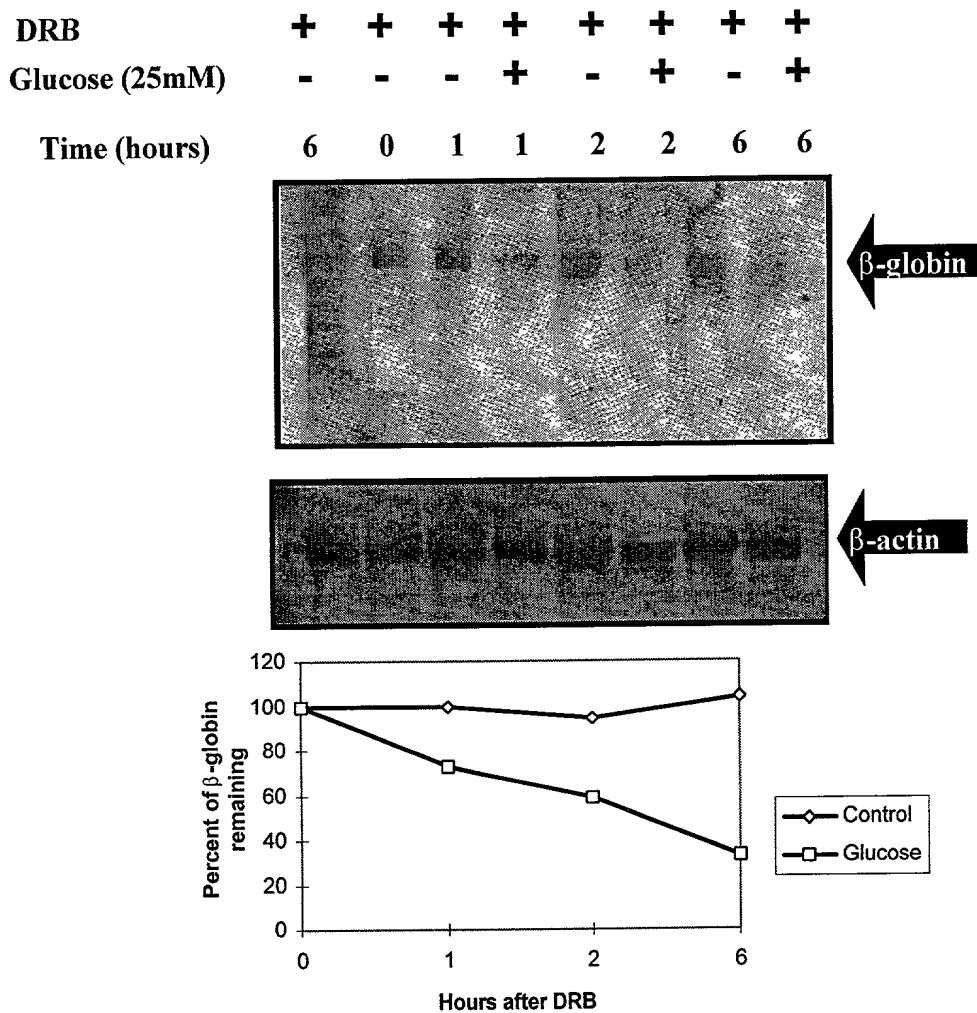 DRB + + + + + + + +
Glucose (25mM) - - - + - + - +
Time (hours) 6 0 1 1 2 2 6 6
β-globin
β-actin
120
100
80
60
40
20
0
Percent of β-globin
remaining
0 1 2 6
Hours after DRB
Control
Glucose